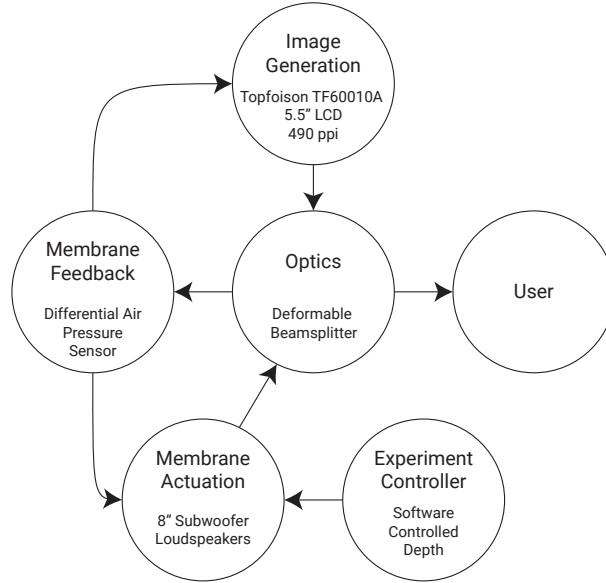 Image
Generation
Topfoison TF60010A
5.5” LCD
490 ppi
Membrane
Feedback
Differential Air
Pressure
Sensor
Optics
Deformable
Beamsplitter
User
Membrane
Actuation
8” Subwoofer
Loudspeakers
Experiment
Controller
Software
Controlled
Depth